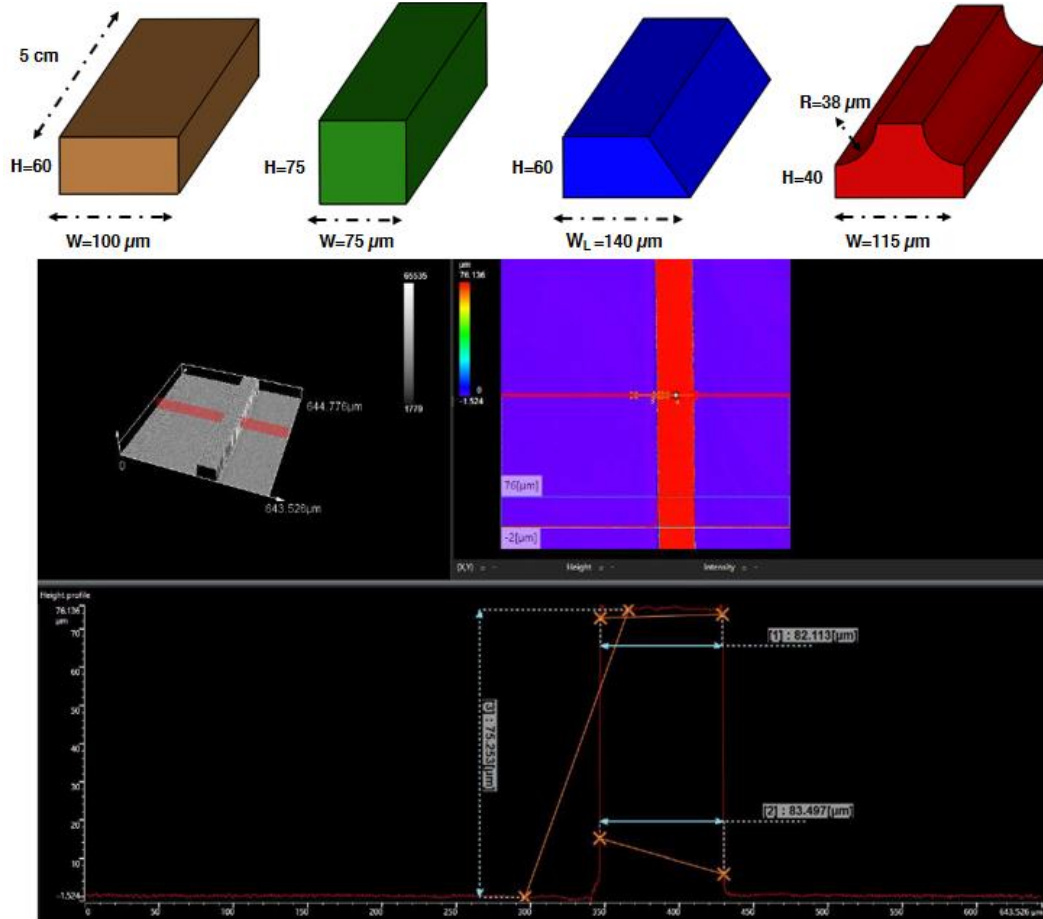 5 cm
H=60
W=100 µm
H=75
W=75 µm
H=60
W_L =140 µm
R=38 µm
H=40
W=115 µm
65535
1779
644.776µm
0
643.526µm
µm
76.136
0
-1.524
76[µm]
-2[µm]
(X,Y) = - Height = - Intensity = -
Height profile
76.136
µm
70
60
50
40
30
20
10
-1.524
[1] : 82.113[µm]
[3] : 75.253[µm]
[2] : 83.497[µm]
0 50 100 150 200 250 300 350 400 450 500 550 600 643.526 µm